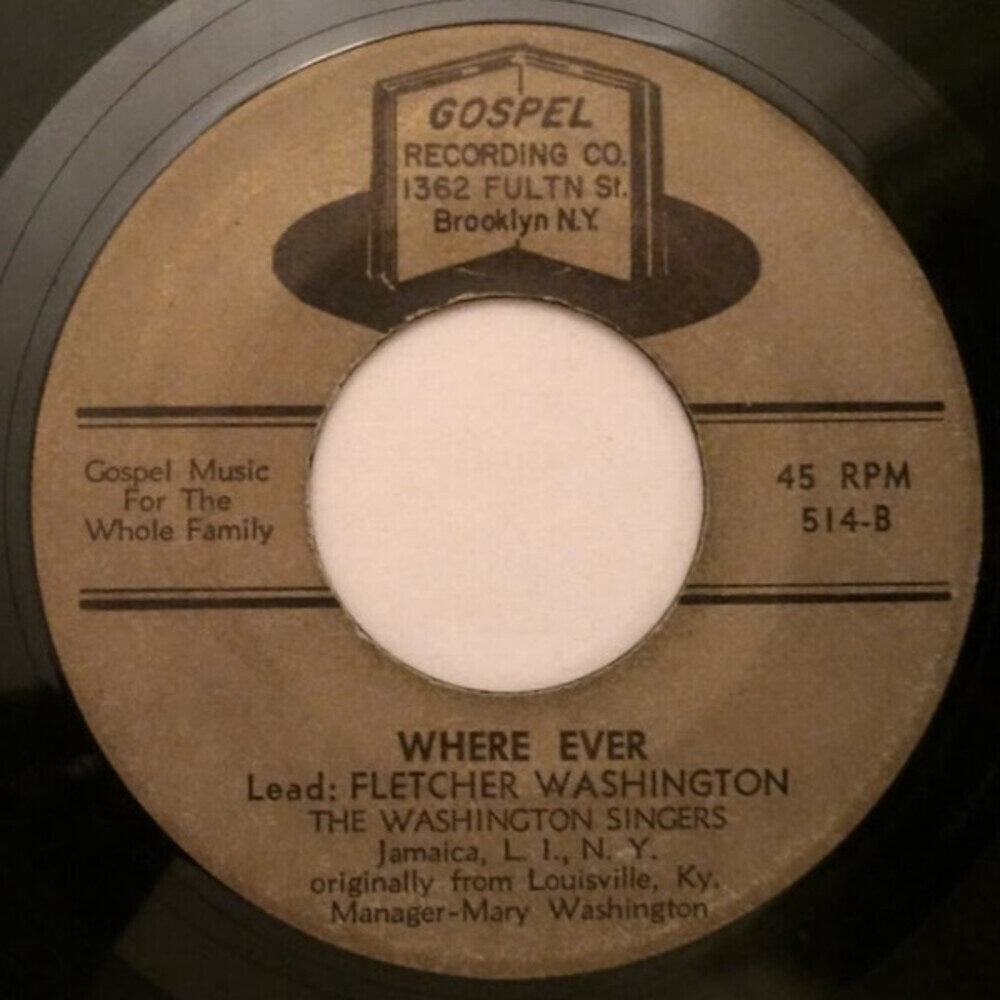 GOSPEL
RECORDING CO.
1362 FULTN St.
Brooklyn N.Y.
Gospel Music
For The
Whole Family
45 RPM
514-B
WHERE EVER
Lead: FLETCHER WASHINGTON
THE WASHINGTON SINGERS
Jamaica, L. I., N. Y.
originally from Louisville, Ky.
Manager-Mary Washington